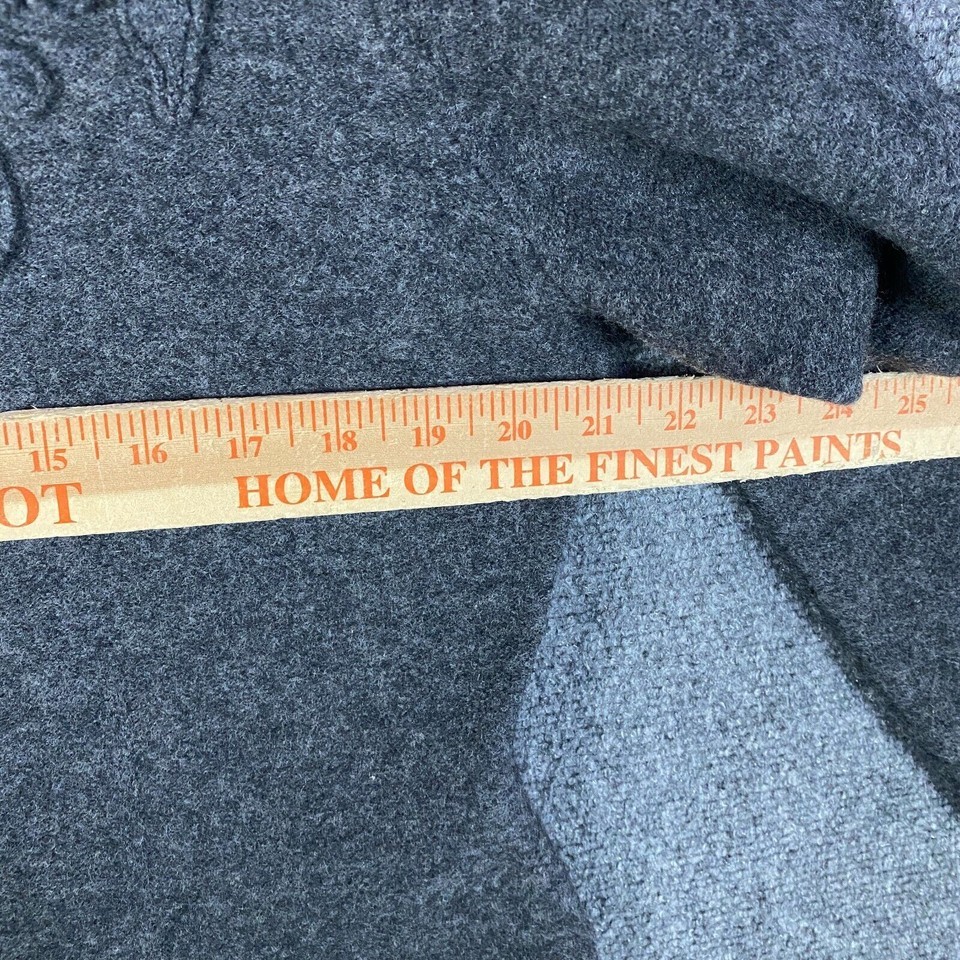 15 16 17 18 19 20 21 22 23 24 25
OT HOME OF THE FINEST PAINTS